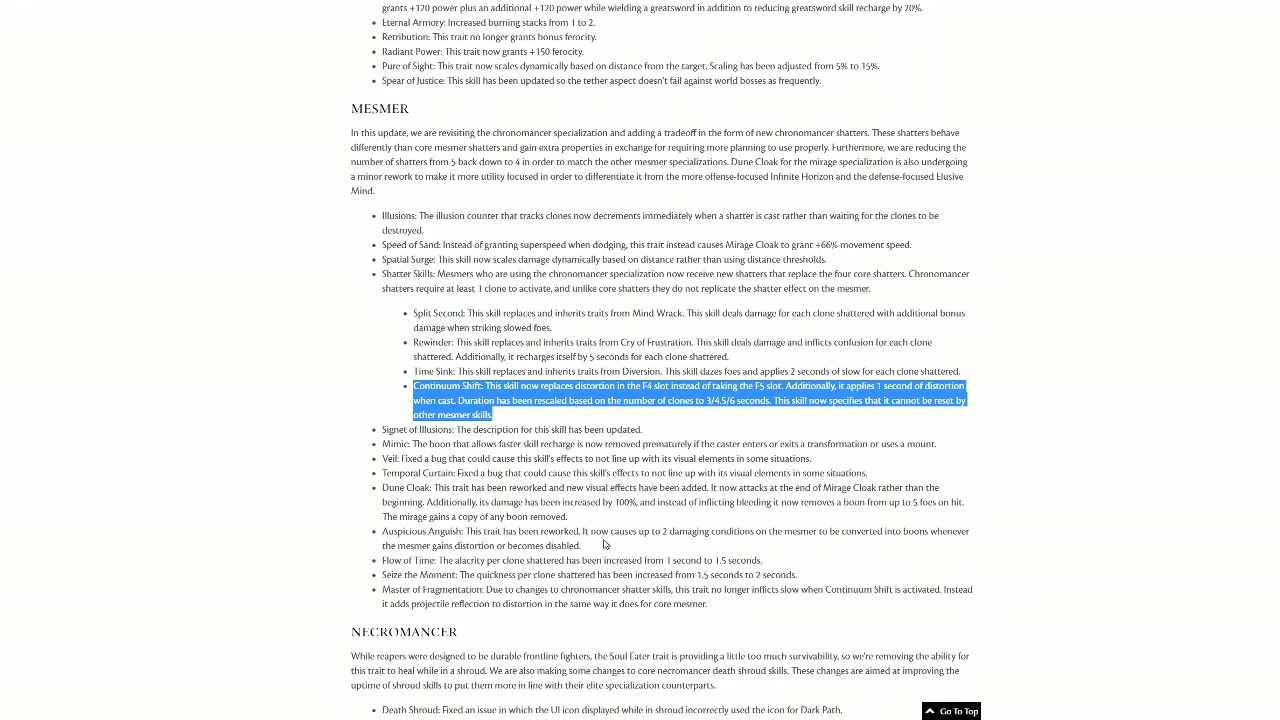 grants +120 power plus an additional +120 power while wielding a greatsword in addition to reducing greatsword skill recharge by 20%.
Eternal Armory: Increased burning stacks from 1 to 2.
Retribution: This trait no longer grants bonus ferocity.
Radiant Power: This trait now grants +150 ferocity.
Pure of Sight: This trait now scales dynamically based on distance from the target. Scaling has been adjusted from 5% to 15%.
Spear of Justice: This skill has been updated so the tether aspect doesn't fail against world bosses as frequently.
MESMER
In this update, we are revisiting the chronomancer specialization and adding a tradeoff in the form of new chronomancer shatters. These shatters behave
differently than core mesmer shatters and gain extra properties in exchange for requiring more planning to use properly. Furthermore, we are reducing the
number of shatters from 5 back down to 4 in order to match the other mesmer specializations. Dune Cloak for the mirage specialization is also undergoing
a minor rework to make it more utility focused in order to differentiate it from the more offense-focused Infinite Horizon and the defense-focused Elusive
Mind.
Illusions: The illusion counter that tracks clones now decrements immediately when a shatter is cast rather than waiting for the clones to be
destroyed.
Speed of Sand: Instead of granting superspeed when dodging, this trait instead causes Mirage Cloak to grant +66% movement speed.
Spatial Surge: This skill now scales damage dynamically based on distance rather than using distance thresholds.
Shatter Skills: Mesmers who are using the chronomancer specialization now receive new shatters that replace the four core shatters. Chronomancer
shatters require at least 1 clone to activate, and unlike core shatters they do not replicate the shatter effect on the mesmer.
Split Second: This skill replaces and inherits traits from Mind Wrack. This skill deals damage for each clone shattered with additional bonus
damage when striking slowed foes.
Rewinder: This skill replaces and inherits traits from Cry of Frustration. This skill deals damage and inflicts confusion for each clone
shattered. Additionally, it recharges itself by 5 seconds for each clone shattered.
Time Sink: This skill replaces and inherits traits from Diversion. This skill dazes foes and applies 2 seconds of slow for each clone shattered.
Continuum Shift: This skill now replaces distortion in the F4 slot instead of taking the F5 slot. Additionally, it applies 1 second of distortion
when cast. Duration has been rescaled based on the number of clones to 3/4.5/6 seconds. This skill now specifies that it cannot be reset by
other mesmer skills.
Signet of Illusions: The description for this skill has been updated.
Mimic: The boon that allows faster skill recharge is now removed prematurely if the caster enters or exits a transformation or uses a mount.
Veil: Fixed a bug that could cause this skill's effects to not line up with its visual elements in some situations.
Temporal Curtain: Fixed a bug that could cause this skill's effects to not line up with its visual elements in some situations.
Dune Cloak: This trait has been reworked and new visual effects have been added. It now attacks at the end of Mirage Cloak rather than the
beginning. Additionally, its damage has been increased by 100%, and instead of inflicting bleeding it now removes a boon from up to 5 foes on hit.
The mirage gains a copy of any boon removed.
Auspicious Anguish: This trait has been reworked. It now causes up to 2 damaging conditions on the mesmer to be converted into boons whenever
the mesmer gains distortion or becomes disabled.
Flow of Time: The alacrity per clone shattered has been increased from 1 second to 1.5 seconds.
Seize the Moment: The quickness per clone shattered has been increased from 1.5 seconds to 2 seconds.
Master of Fragmentation: Due to changes to chronomancer shatter skills, this trait no longer inflicts slow when Continuum Shift is activated. Instead
it adds projectile reflection to distortion in the same way it does for core mesmer.
NECROMANCER
While reapers were designed to be durable frontline fighters, the Soul Eater trait is providing a little too much survivability, so we're removing the ability for
this trait to heal while in a shroud. We are also making some changes to core necromancer death shroud skills. These changes are aimed at improving the
uptime of shroud skills to put them more in line with their elite specialization counterparts.
Death Shroud: Fixed an issue in which the UI icon displayed while in shroud incorrectly used the icon for Dark Path.
Go To Top